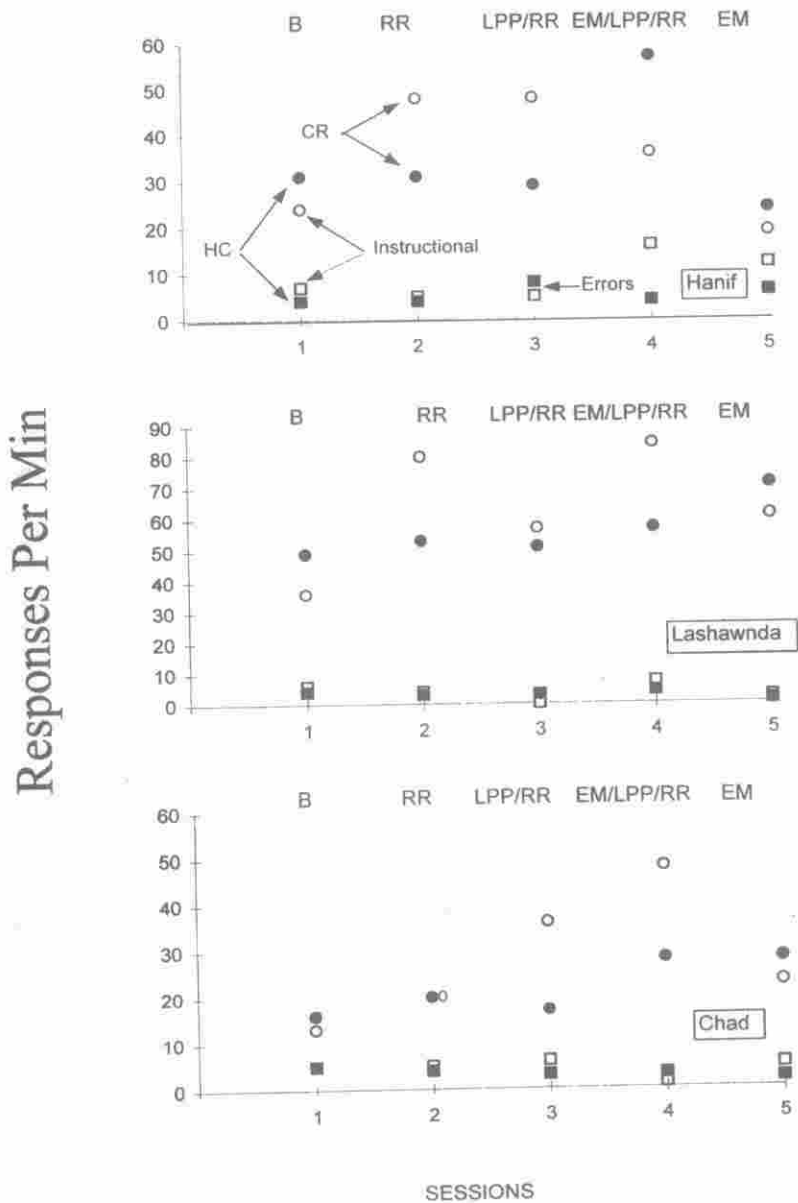 Responses Per Min
B RR LPP/RR EM/LPP/RR EM
60
50
40
30
20
10
0
CR
HC
Instructional
Errors
Hanif
1 2 3 4 5
B RR LPP/RR EM/LPP/RR EM
90
80
70
60
50
40
30
20
10
0
Lashawnda
1 2 3 4 5
B RR LPP/RR EM/LPP/RR EM
60
50
40
30
20
10
0
Chad
1 2 3 4 5
SESSIONS